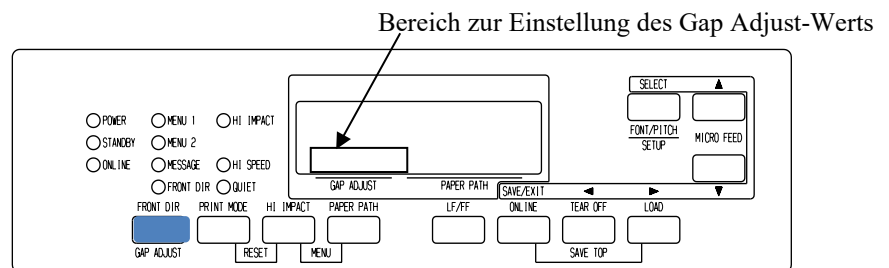 Bereich zur Einstellung des Gap Adjust-Werts
SELECT ▲
POWER MENU 1 HI IMPACT
STANDBY MENU 2
ONLINE MESSAGE HI SPEED
FRONT DIR QUIET
FONT/PITCH
SETUP
MICRO FEED
GAP ADJUST PAPER PATH
SAVE/EXIT ◄ ► ▼
FRONT DIR PRINT MODE HI IMPACT PAPER PATH LF/FF ONLINE TEAR OFF LOAD
GAP ADJUST RESET MENU SAVE TOP